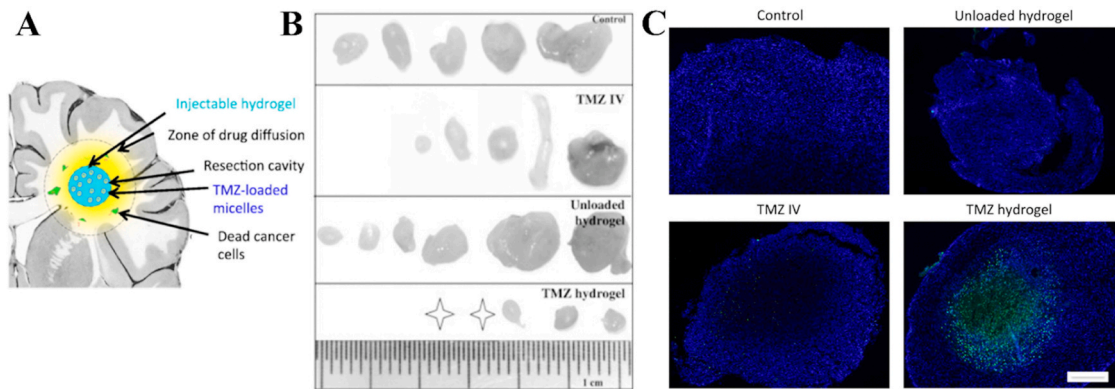 A
Injectable hydrogel
Zone of drug diffusion
Resection cavity
TMZ-loaded
micelles
Dead cancer
cells
B
Control
TMZ IV
Unloaded
hydrogel
TMZ hydrogel
1 cm
C
Control
Unloaded hydrogel
TMZ IV
TMZ hydrogel